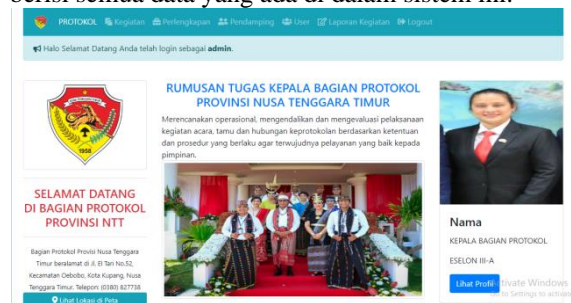 berisi semua data yang ada di dalam sistem ini.
PROTOKOL Kegiatan Perlengkapan Pendamping User Laporan Kegiatan Logout
Halo Selamat Datang Anda telah login sebagai admin.
1958
SELAMAT DATANG
DI BAGIAN PROTOKOL
PROVINSI NTT
Bagian Protokol Provisi Nusa Tenggara
Timur beralamat di Jl. El Tari No.52,
Kecamatan Oebobo, Kota Kupang, Nusa
Tenggara Timur. Telepon: (0380) 827738
Lihat Lokasi di Peta
RUMUSAN TUGAS KEPALA BAGIAN PROTOKOL
PROVINSI NUSA TENGGARA TIMUR
Merencanakan operasional, mengendalikan dan mengevaluasi pelaksanaan
kegiatan acara, tamu dan hubungan keprotokolan berdasarkan ketentuan
dan prosedur yang berlaku agar terwujudnya pelayanan yang baik kepada
pimpinan.
Nama
KEPALA BAGIAN PROTOKOL
ESELON III-A
Lihat Profil
ivate Windows
to Settings to activate